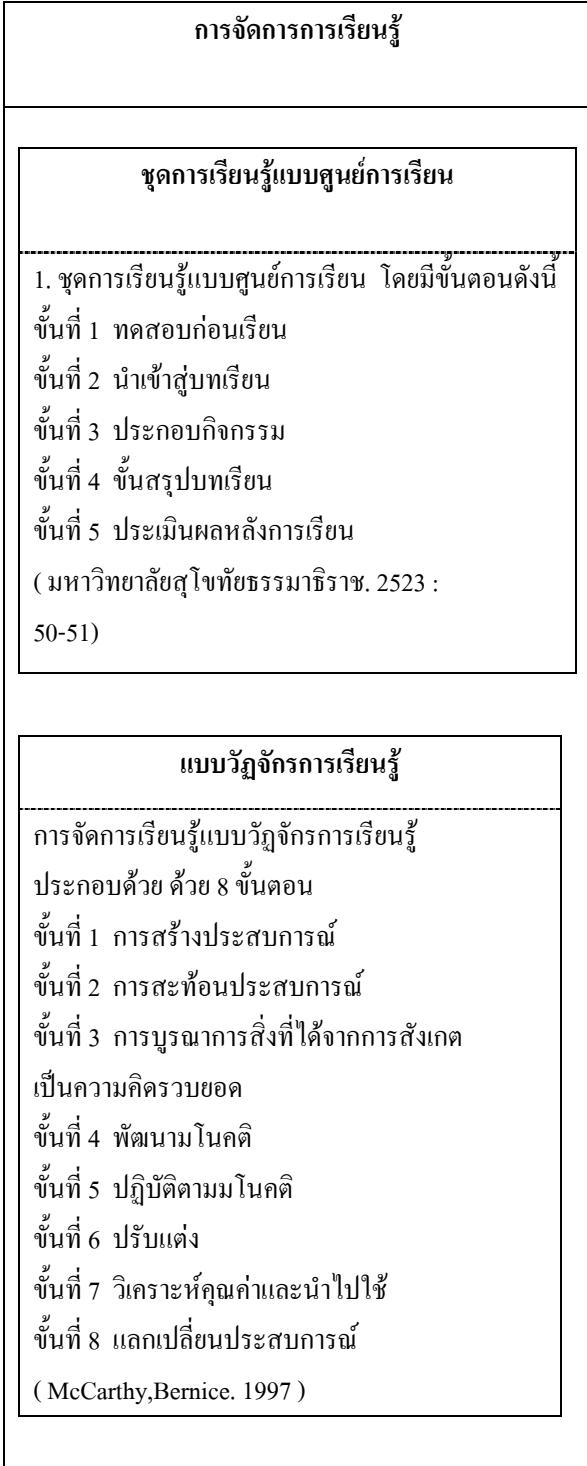 การจัดการการเรียนรู้
ชุดการเรียนรู้แบบศูนย์การเรียน
1. ชุดการเรียนรู้แบบศูนย์การเรียน โดยมีขั้นตอนดังนี้
ขั้นที่ 1 ทดสอบก่อนเรียน
ขั้นที่ 2 นำเข้าสู่บทเรียน
ขั้นที่ 3 ประกอบกิจกรรม
ขั้นที่ 4 ขั้นสรุปบทเรียน
ขั้นที่ 5 ประเมินผลหลังการเรียน
( มหาวิทยาลัยสุโขทัยธรรมาธิราช. 2523 :
50-51)
แบบวัฏจักรการเรียนรู้
การจัดการเรียนรู้แบบวัฏจักรการเรียนรู้
ประกอบด้วย ด้วย 8 ขั้นตอน
ขั้นที่ 1 การสร้างประสบการณ์
ขั้นที่ 2 การสะท้อนประสบการณ์
ขั้นที่ 3 การบูรณาการสิ่งที่ได้จากการสังเกต
เป็นความคิดรวบยอด
ขั้นที่ 4 พัฒนามโนคติ
ขั้นที่ 5 ปฏิบัติตามมโนคติ
ขั้นที่ 6 ปรับแต่ง
ขั้นที่ 7 วิเคราะห์คุณค่าและนำไปใช้
ขั้นที่ 8 แลกเปลี่ยนประสบการณ์
( McCarthy,Bernice. 1997 )